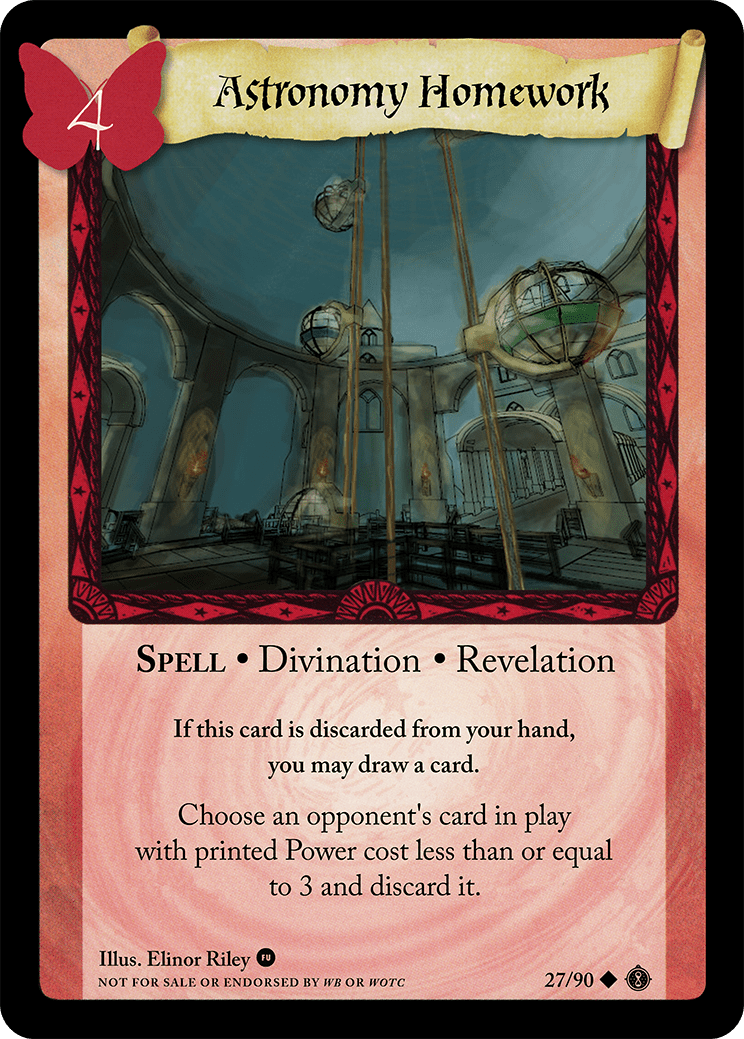 4
Astronomy Homework
SPELL • Divination • Revelation
If this card is discarded from your hand,
you may draw a card.
Choose an opponent's card in play
with printed Power cost less than or equal
to 3 and discard it.
Illus. Elinor Riley FU
NOT FOR SALE OR ENDORSED BY WB OR WOTC
27/90